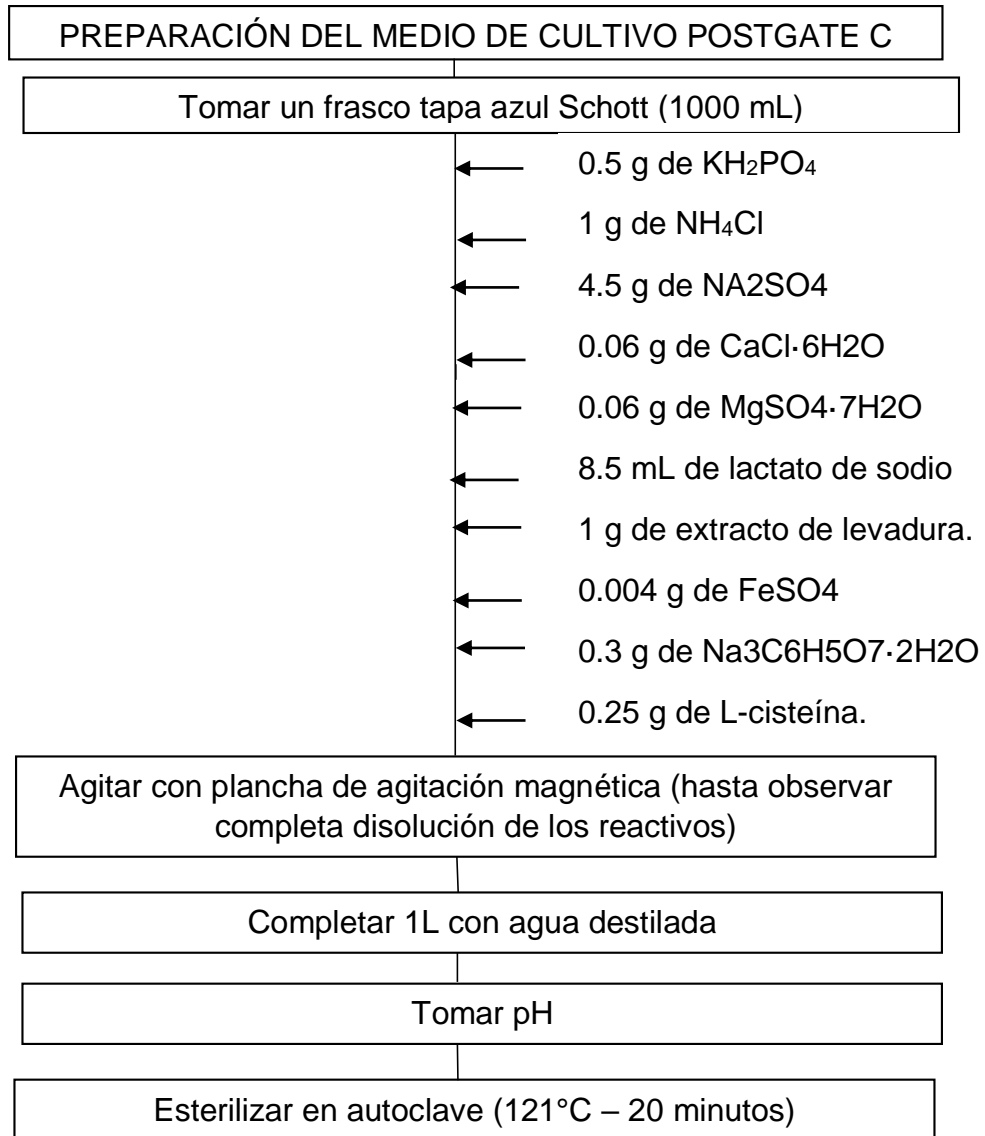 PREPARACIÓN DEL MEDIO DE CULTIVO POSTGATE C
Tomar un frasco tapa azul Schott (1000 mL)
0.5 g de KH₂PO₄
1 g de NH₄Cl
4.5 g de NA2SO4
0.06 g de CaCl·6H2O
0.06 g de MgSO4·7H2O
8.5 mL de lactato de sodio
1 g de extracto de levadura.
0.004 g de FeSO4
0.3 g de Na3C6H5O7·2H2O
0.25 g de L-cisteína.
Agitar con plancha de agitación magnética (hasta observar
completa disolución de los reactivos)
Completar 1L con agua destilada
Tomar pH
Esterilizar en autoclave (121°C – 20 minutos)